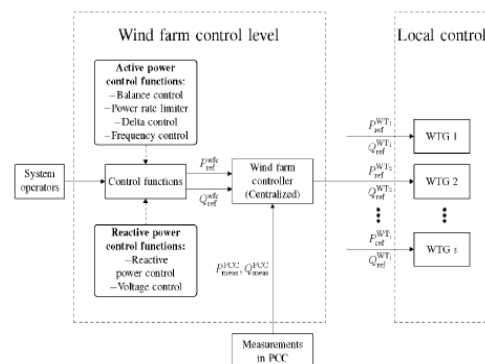 Wind farm control level
Local control
Active power
control functions:
−Balance control
−Power rate limiter
−Delta control
−Frequency control
System
operators
Control functions
P_ref^wfc
Q_ref^wfc
Wind farm
controller
(Centralized)
Reactive power
control functions:
−Reactive
power control
−Voltage control
P_meas^PCC, Q_meas^PCC
Measurements
in PCC
P_ref^WT1
Q_ref^WT1
WTG 1
P_ref^WT2
Q_ref^WT2
WTG 2
P_ref^WTi
Q_ref^WTi
WTG i